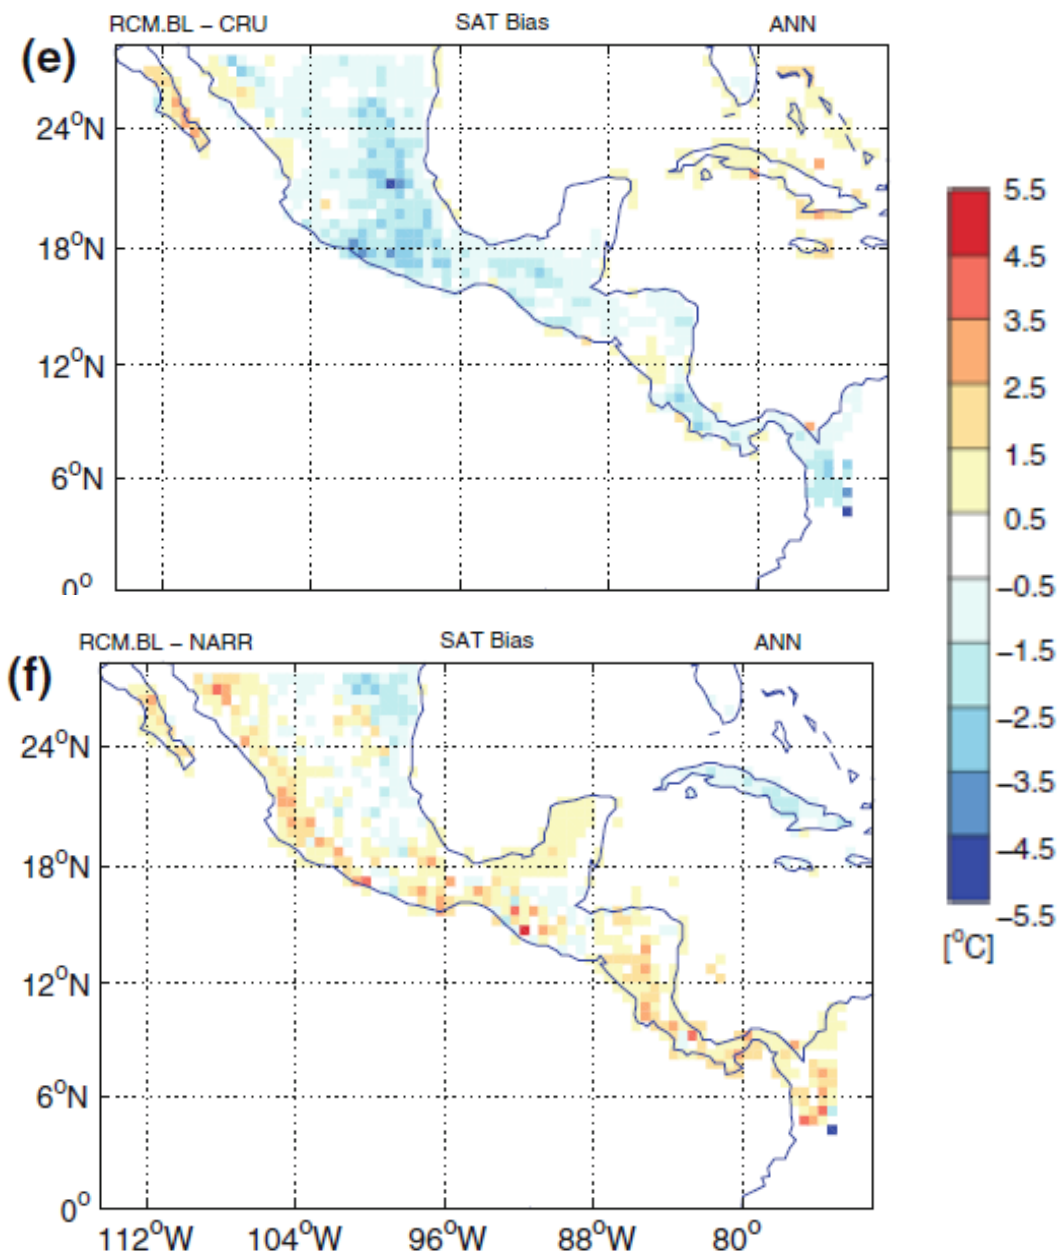 RCM.BL – CRU SAT Bias ANN
(e)
24°N
18°N
12°N
6°N
0°
5.5
4.5
3.5
2.5
1.5
0.5
−0.5
−1.5
−2.5
−3.5
−4.5
−5.5
[°C]
RCM.BL – NARR SAT Bias ANN
(f)
24°N
18°N
12°N
6°N
0°
112°W 104°W 96°W 88°W 80°